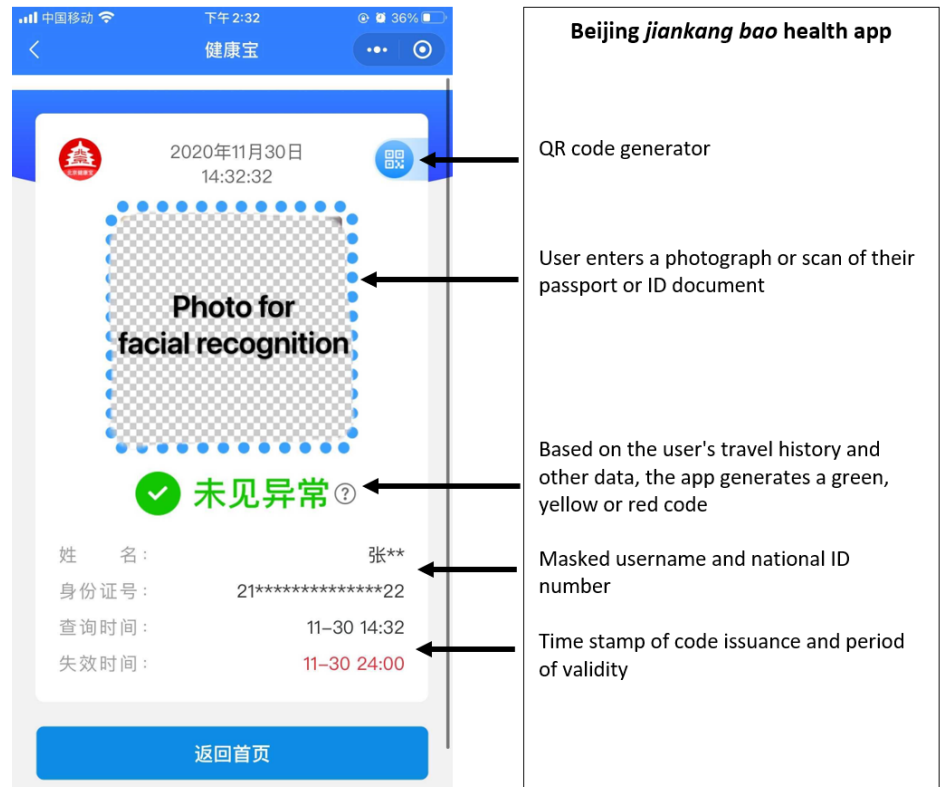 中国移动 下午2:32 36%
健康宝
2020年11月30日
14:32:32
北京健康宝
Photo for
facial recognition
未见异常 ?
姓 名: 张**
身份证号: 21**************22
查询时间: 11-30 14:32
失效时间: 11-30 24:00
返回首页
Beijing jiankang bao health app
QR code generator
User enters a photograph or scan of their
passport or ID document
Based on the user's travel history and
other data, the app generates a green,
yellow or red code
Masked username and national ID
number
Time stamp of code issuance and period
of validity